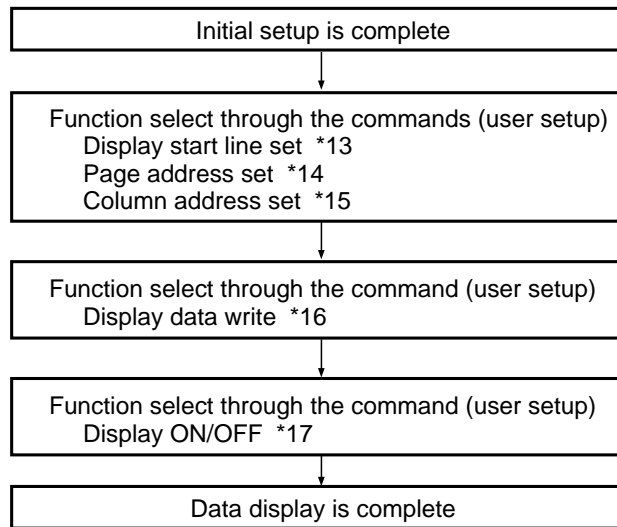 Initial setup is complete
Function select through the commands (user setup)
Display start line set *13
Page address set *14
Column address set *15
Function select through the command (user setup)
Display data write *16
Function select through the command (user setup)
Display ON/OFF *17
Data display is complete